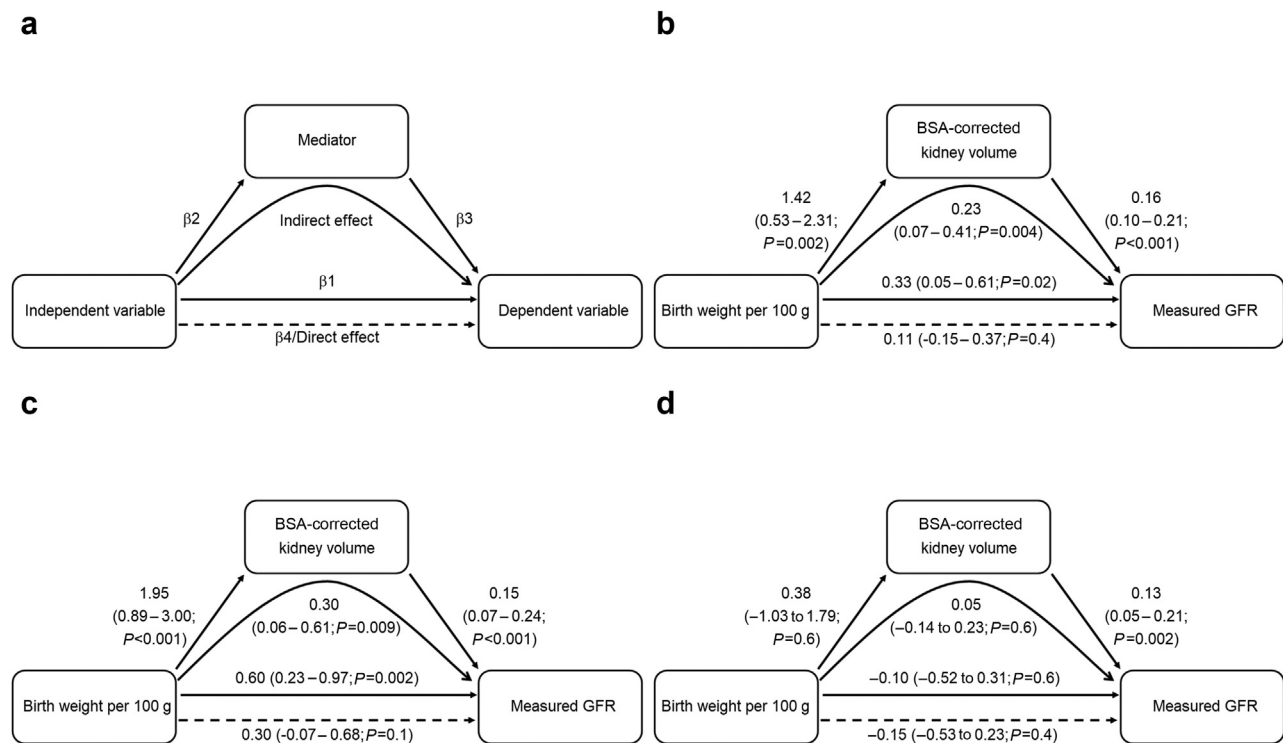 a
Mediator
β2
Indirect effect
β3
β1
Independent variable
Dependent variable
β4/Direct effect
b
BSA-corrected
kidney volume
1.42
(0.53–2.31;
P=0.002)
0.23
(0.07–0.41;P=0.004)
0.16
(0.10–0.21;
P<0.001)
0.33 (0.05–0.61;P=0.02)
Birth weight per 100 g
Measured GFR
0.11 (-0.15–0.37;P=0.4)
c
BSA-corrected
kidney volume
1.95
(0.89–3.00;
P<0.001)
0.30
(0.06–0.61;P=0.009)
0.15
(0.07–0.24;
P<0.001)
0.60 (0.23–0.97;P=0.002)
Birth weight per 100 g
Measured GFR
0.30 (-0.07–0.68;P=0.1)
d
BSA-corrected
kidney volume
0.38
(–1.03 to 1.79;
P=0.6)
0.05
(–0.14 to 0.23;P=0.6)
0.13
(0.05–0.21;
P=0.002)
–0.10 (–0.52 to 0.31;P=0.6)
Birth weight per 100 g
Measured GFR
–0.15 (–0.53 to 0.23;P=0.4)